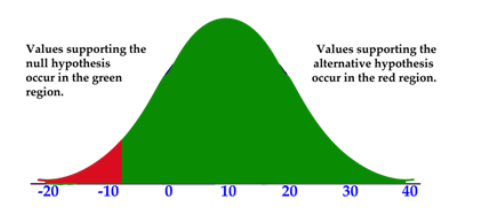 Values supporting the
null hypothesis
occur in the green
region.
Values supporting the
alternative hypothesis
occur in the red region.
-20 -10 0 10 20 30 40